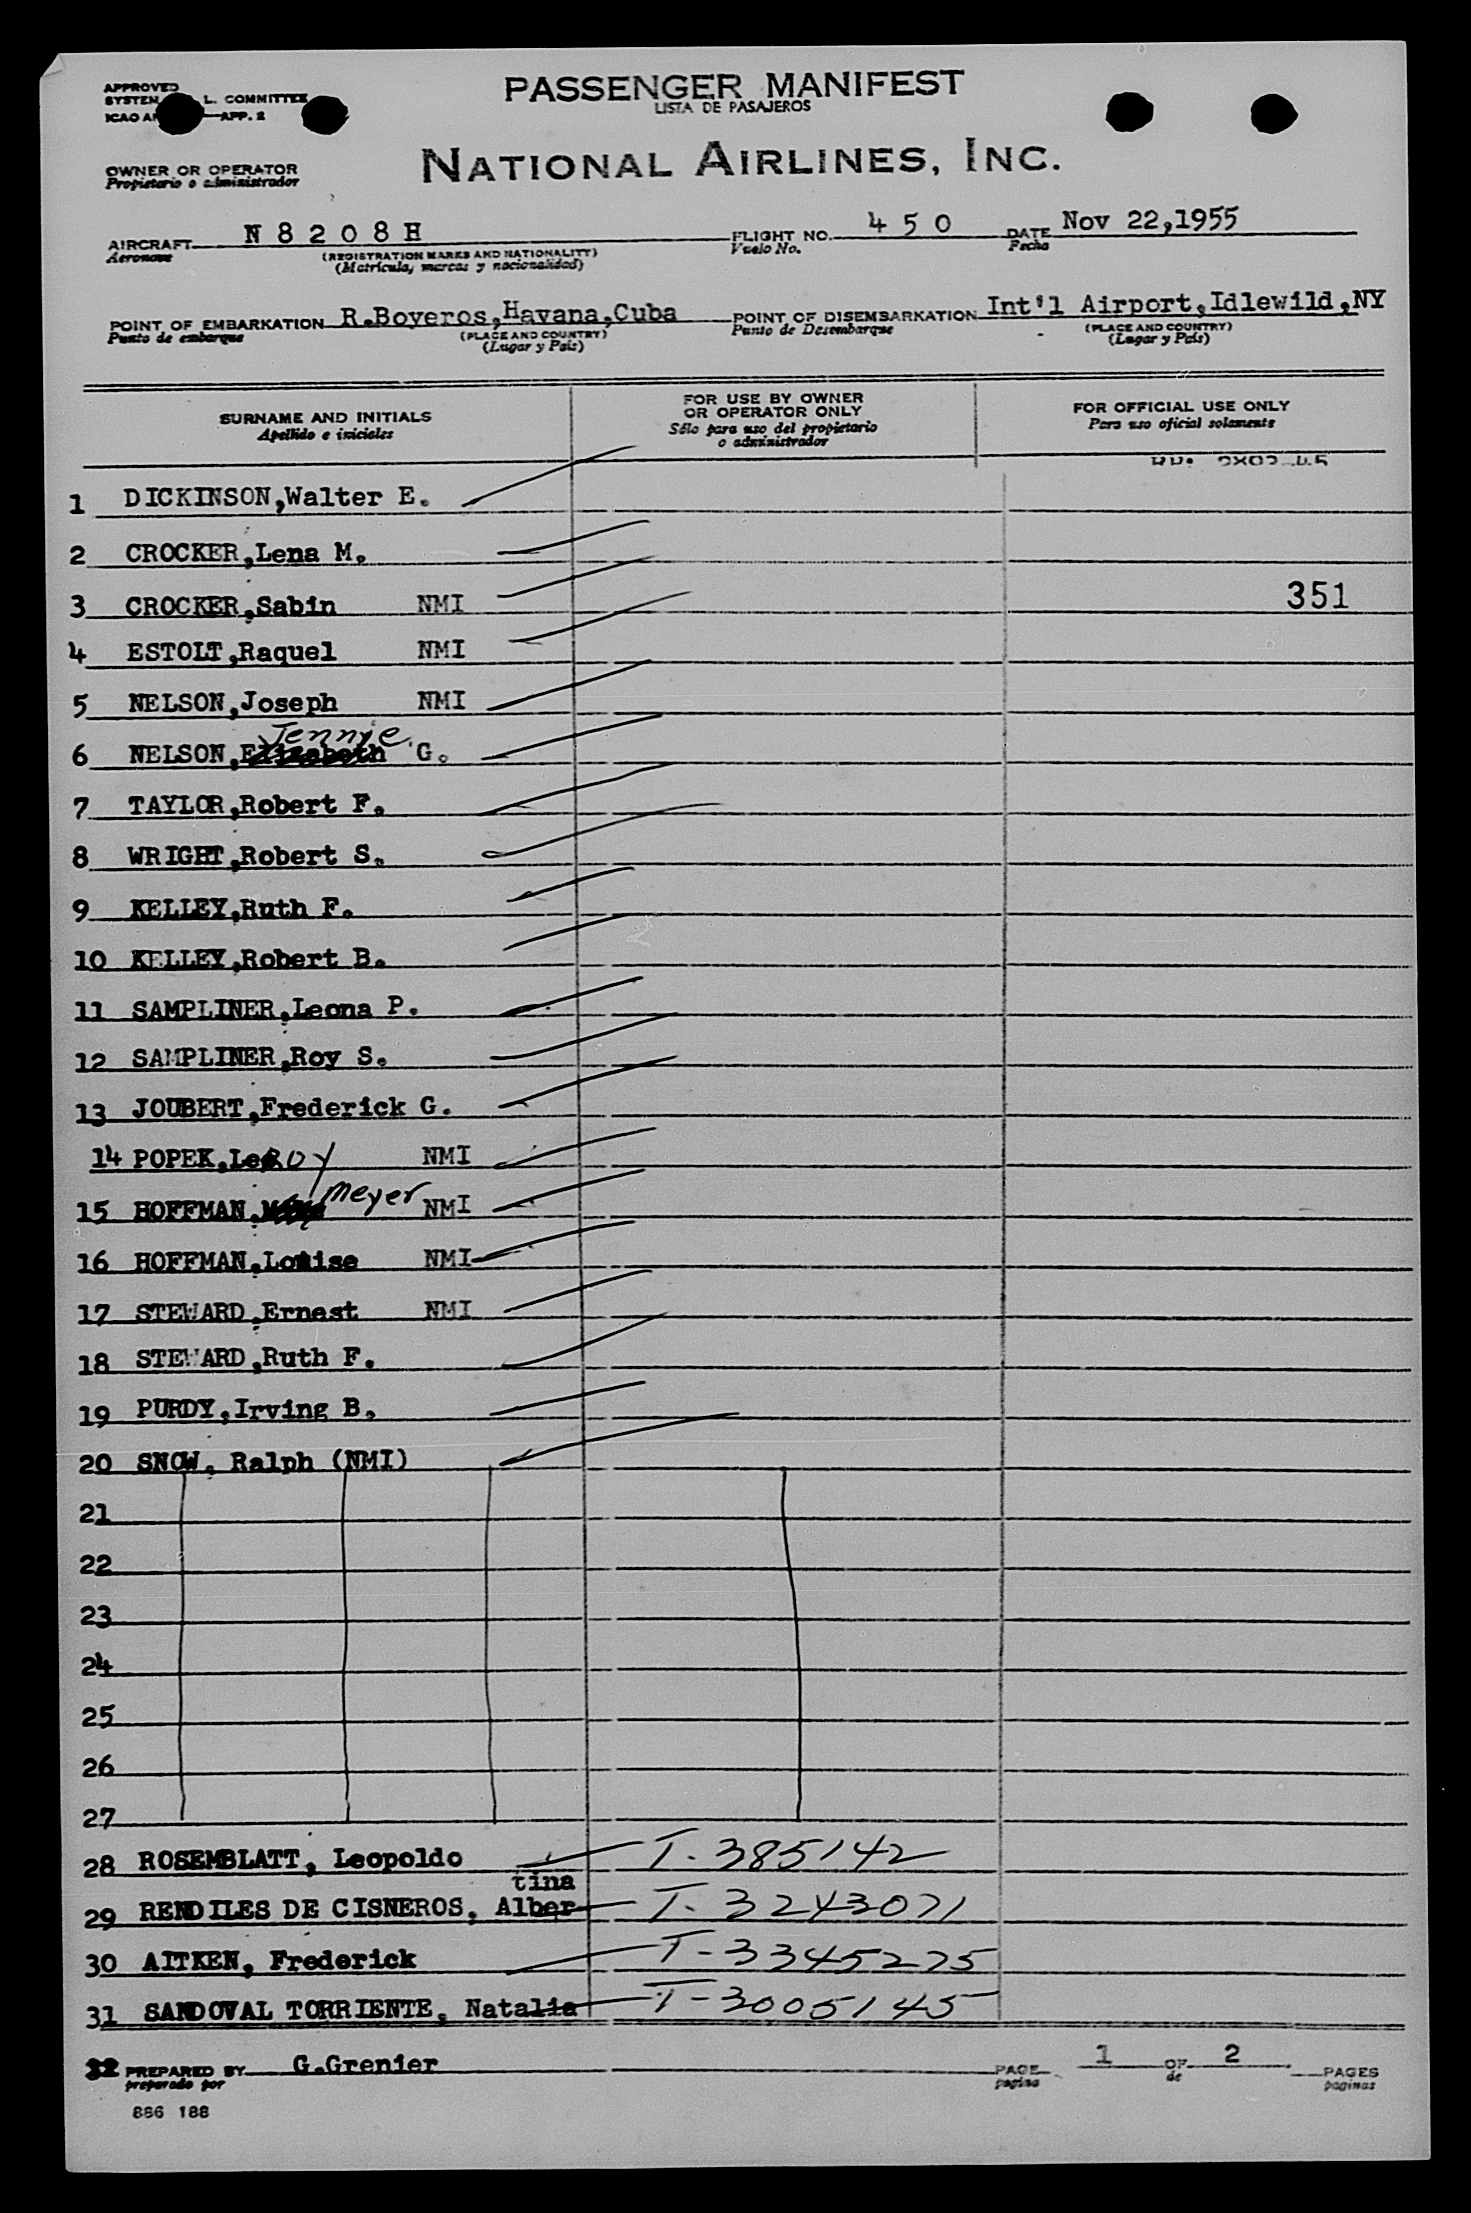 APPROVED
SYSTEM L. COMMITTEE
ICAO —APP. 2
PASSENGER MANIFEST
LISTA DE PASAJEROS
OWNER OR OPERATOR
Propietario o administrador
NATIONAL AIRLINES, INC.
AIRCRAFT N 8 2 0 8 H FLIGHT NO. 4 5 0 DATE Nov 22,1955
Aeronave (REGISTRATION MARKS AND NATIONALITY) Vuelo No. Fecha
(Matrícula, marcas y nacionalidad)
POINT OF EMBARKATION R.Boyeros,Havana,Cuba POINT OF DISEMBARKATION Int'l Airport,Idlewild,NY
Punto de embarque (PLACE AND COUNTRY) Punto de Desembarque (PLACE AND COUNTRY)
(Lugar y País) (Lugar y País)
SURNAME AND INITIALS FOR USE BY OWNER OR OPERATOR ONLY FOR OFFICIAL USE ONLY
Apellido e iniciales Sólo para uso del propietario o administrador Para uso oficial solamente
1 DICKINSON,Walter E.
2 CROCKER,Lena M.
3 CROCKER,Sabin NMI 351
4 ESTOLT,Raquel NMI
5 NELSON,Joseph NMI
Jennie
6 NELSON,Elizabeth G.
7 TAYLOR,Robert F.
8 WRIGHT,Robert S.
9 KELLEY,Ruth F.
10 KELLEY,Robert B.
11 SAMPLINER,Leona P.
12 SAMPLINER,Roy S.
13 JOUBERT,Frederick G.
14 POPEK,LeROY NMI
15 HOFFMAN, Meyer NMI
16 HOFFMAN,Louise NMI
17 STEWARD,Ernest NMI
18 STEWARD,Ruth F.
19 PURDY,Irving B.
20 SNOW, Ralph (NMI)
21
22
23
24
25
26
27
28 ROSEMBLATT, Leopoldo T-385142
tina
29 RENDILES DE CISNEROS, Alber T-3243071
30 AITKEN, Frederick T-3345275
31 SANDOVAL TORRIENTE, Natalia T-3005145
32 PREPARED BY G.Grenier PAGE 1 OF 2 PAGES
preparado por pagina de paginas
886 188